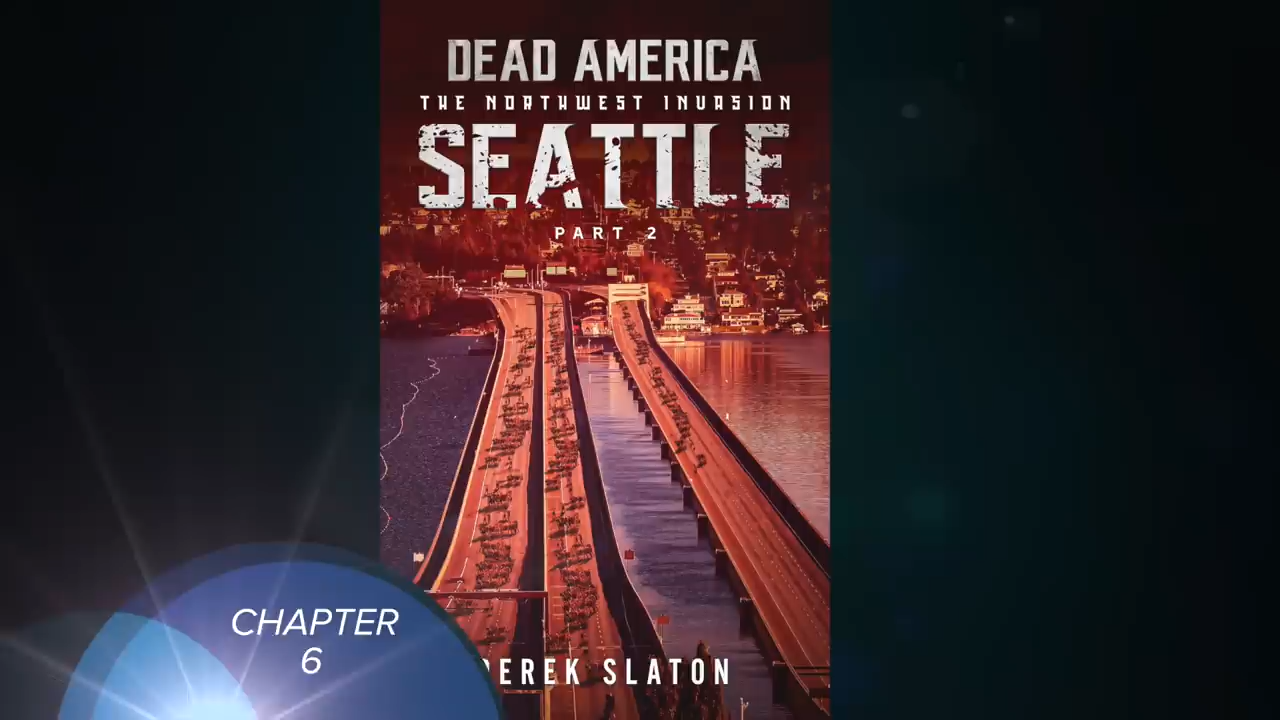 DEAD AMERICA
THE NORTHWEST INVASION
SEATTLE
PART 2
CHAPTER
6
EREK SLATON